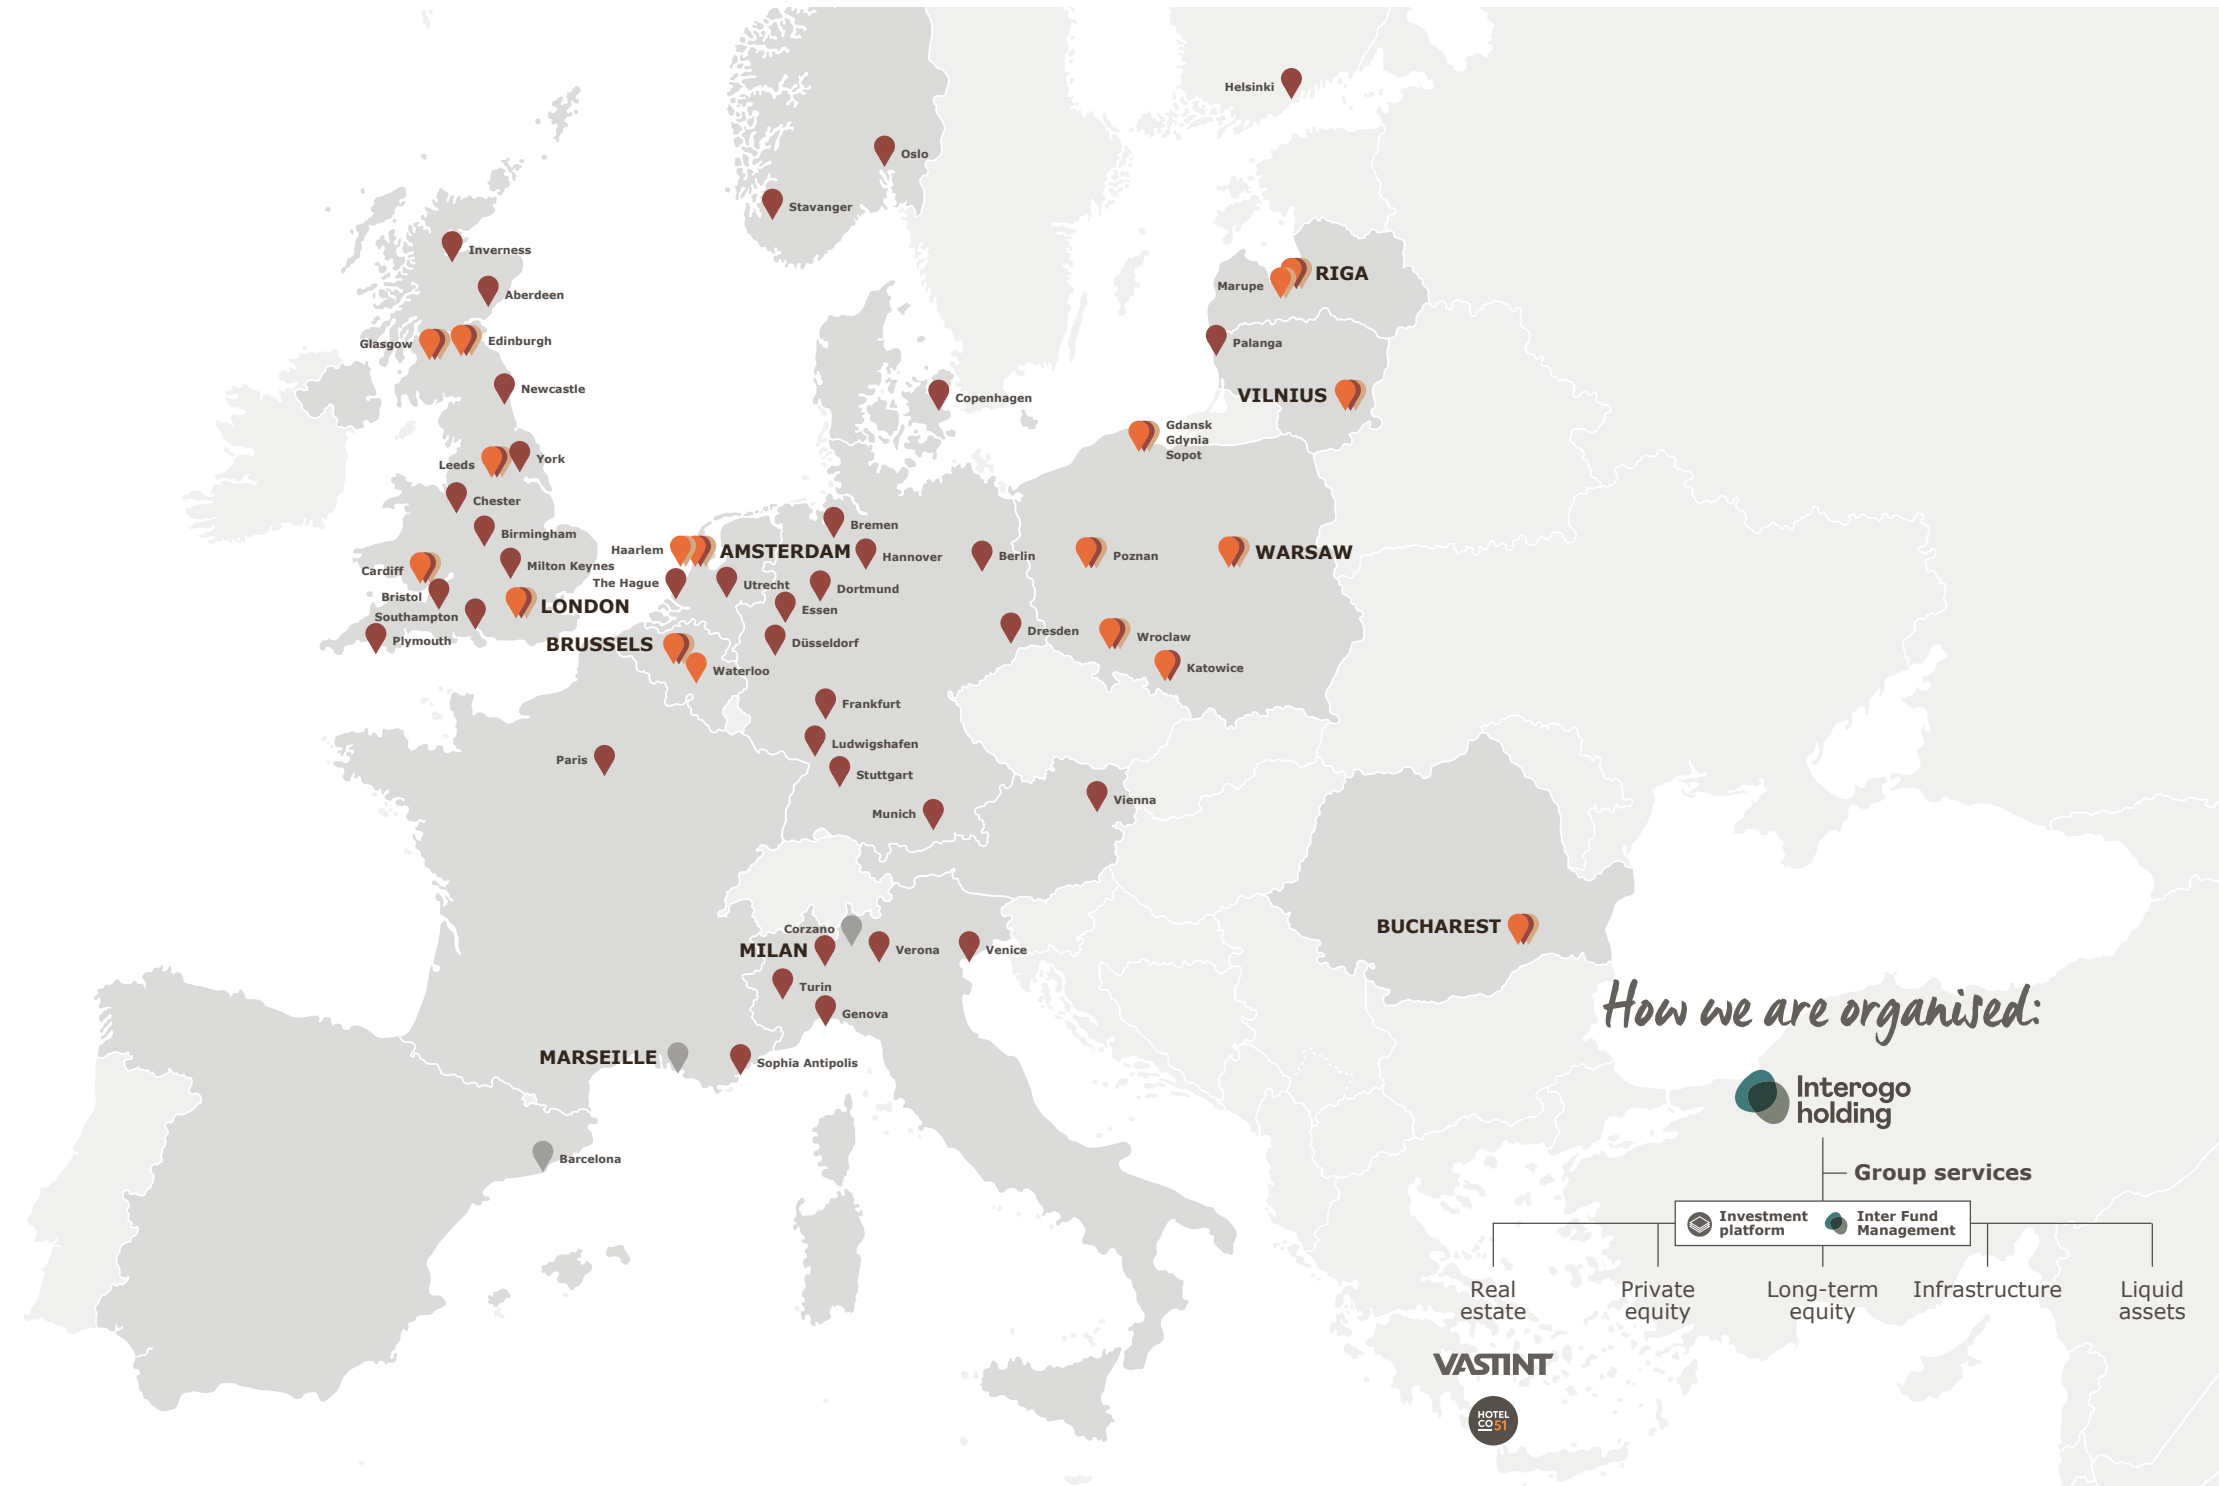 Helsinki
Oslo
Stavanger
Inverness
RIGA
Marupe
Aberdeen
Glasgow
Edinburgh
Palanga
Newcastle
VILNIUS
Copenhagen
Gdansk
Gdynia
Sopot
Leeds
York
Chester
Bremen
Birmingham
Haarlem
AMSTERDAM
Hannover
Berlin
Poznan
WARSAW
Milton Keynes
Cardiff
The Hague
Utrecht
Dortmund
Bristol
LONDON
Essen
Southampton
Plymouth
BRUSSELS
Düsseldorf
Dresden
Wroclaw
Waterloo
Katowice
Frankfurt
Ludwigshafen
Paris
Stuttgart
Vienna
Munich
Corzano
MILAN
Verona
Venice
BUCHAREST
Turin
Genova
How we are organised:
MARSEILLE
Sophia Antipolis
Interogo
holding
Barcelona
Group services
Investment
platform
Inter Fund
Management
Real
estate
Private
equity
Long-term
equity
Infrastructure
Liquid
assets
VASTINT
HOTEL
CO 51